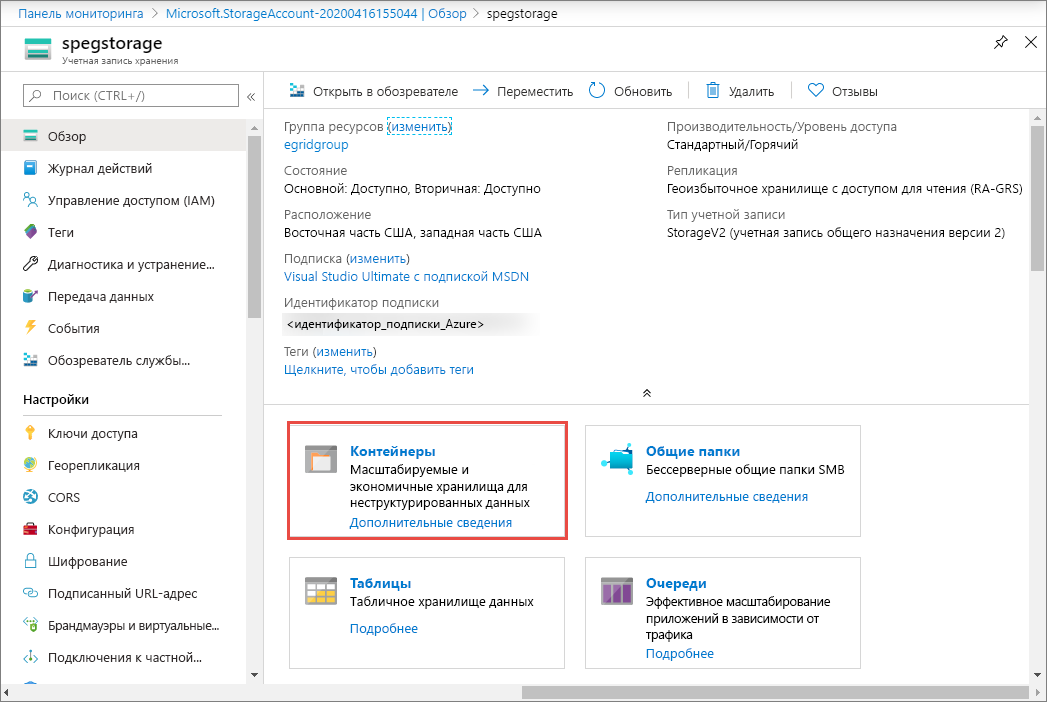 Панель мониторинга > Microsoft.StorageAccount-20200416155044 | Обзор > spegstorage
spegstorage
Учетная запись хранения
Поиск (CTRL+/)
«
Обзор
Журнал действий
Управление доступом (IAM)
Теги
Диагностика и устранение...
Передача данных
События
Обозреватель службы...
Настройки
Ключи доступа
Георепликация
CORS
Конфигурация
Шифрование
Подписанный URL-адрес
Брандмауэры и виртуальные...
Подключения к частной...
Открыть в обозревателе
Переместить
Обновить
Удалить
Отзывы
Группа ресурсов (изменить)
egridgroup
Состояние
Основной: Доступно, Вторичная: Доступно
Расположение
Восточная часть США, западная часть США
Подписка (изменить)
Visual Studio Ultimate с подпиской MSDN
Идентификатор подписки
<идентификатор_подписки_Azure>
Теги (изменить)
Щелкните, чтобы добавить теги
Производительность/Уровень доступа
Стандартный/Горячий
Репликация
Геоизбыточное хранилище с доступом для чтения (RA-GRS)
Тип учетной записи
StorageV2 (учетная запись общего назначения версии 2)
Контейнеры
Масштабируемые и
экономичные хранилища для
неструктурированных данных
Дополнительные сведения
Общие папки
Бессерверные общие папки SMB
Дополнительные сведения
Таблицы
Табличное хранилище данных
Подробнее
Очереди
Эффективное масштабирование
приложений в зависимости от
трафика
Подробнее